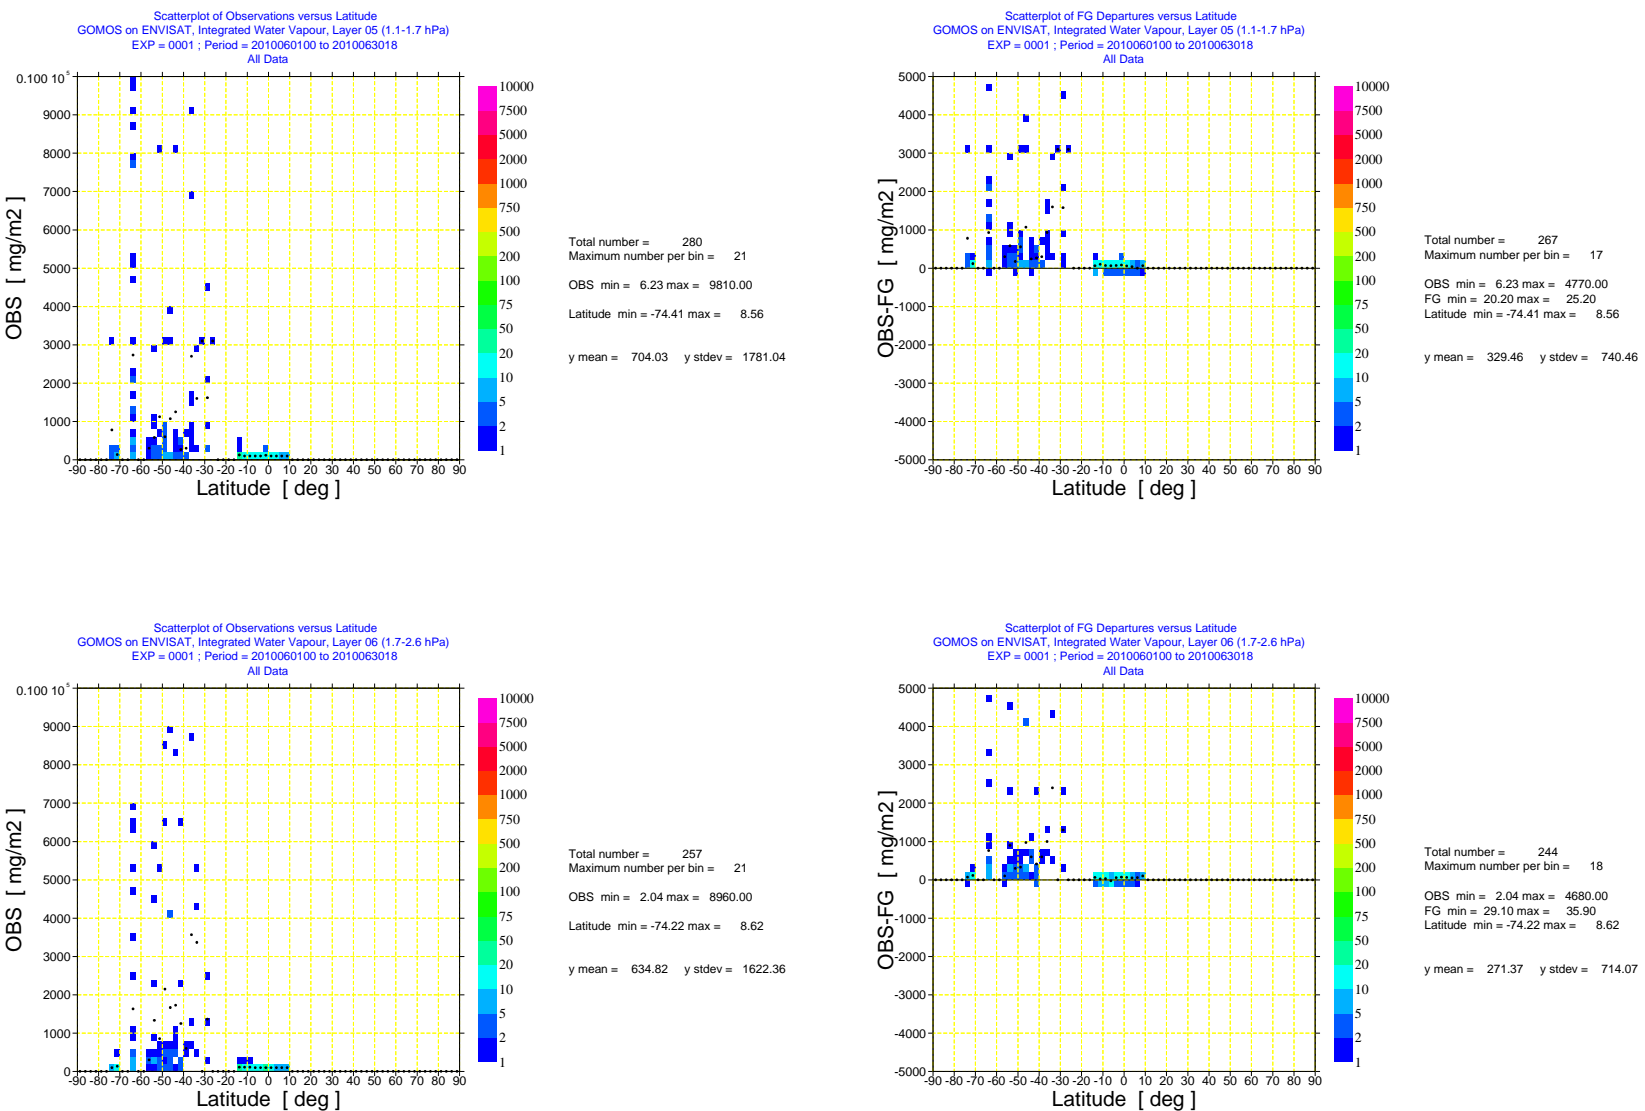 Scatterplot of Observations versus Latitude
GOMOS on ENVISAT, Integrated Water Vapour, Layer 05 (1.1-1.7 hPa)
EXP = 0001 ; Period = 2010060100 to 2010063018
All Data
0.100 10^5
9000
8000
7000
6000
5000
4000
3000
2000
1000
0
OBS [ mg/m2 ]
-90 -80 -70 -60 -50 -40 -30 -20 -10 0 10 20 30 40 50 60 70 80 90
Latitude [ deg ]
10000
7500
5000
2000
1000
750
500
200
100
75
50
20
10
5
2
1
Total number = 280
Maximum number per bin = 21
OBS min = 6.23 max = 9810.00
Latitude min = -74.41 max = 8.56
y mean = 704.03 y stdev = 1781.04
Scatterplot of FG Departures versus Latitude
GOMOS on ENVISAT, Integrated Water Vapour, Layer 05 (1.1-1.7 hPa)
EXP = 0001 ; Period = 2010060100 to 2010063018
All Data
5000
4000
3000
2000
1000
0
-1000
-2000
-3000
-4000
-5000
OBS-FG [ mg/m2 ]
-90 -80 -70 -60 -50 -40 -30 -20 -10 0 10 20 30 40 50 60 70 80 90
Latitude [ deg ]
10000
7500
5000
2000
1000
750
500
200
100
75
50
20
10
5
2
1
Total number = 267
Maximum number per bin = 17
OBS min = 6.23 max = 4770.00
FG min = 20.20 max = 25.20
Latitude min = -74.41 max = 8.56
y mean = 329.46 y stdev = 740.46
Scatterplot of Observations versus Latitude
GOMOS on ENVISAT, Integrated Water Vapour, Layer 06 (1.7-2.6 hPa)
EXP = 0001 ; Period = 2010060100 to 2010063018
All Data
0.100 10^5
9000
8000
7000
6000
5000
4000
3000
2000
1000
0
OBS [ mg/m2 ]
-90 -80 -70 -60 -50 -40 -30 -20 -10 0 10 20 30 40 50 60 70 80 90
Latitude [ deg ]
10000
7500
5000
2000
1000
750
500
200
100
75
50
20
10
5
2
1
Total number = 257
Maximum number per bin = 21
OBS min = 2.04 max = 8960.00
Latitude min = -74.22 max = 8.62
y mean = 634.82 y stdev = 1622.36
Scatterplot of FG Departures versus Latitude
GOMOS on ENVISAT, Integrated Water Vapour, Layer 06 (1.7-2.6 hPa)
EXP = 0001 ; Period = 2010060100 to 2010063018
All Data
5000
4000
3000
2000
1000
0
-1000
-2000
-3000
-4000
-5000
OBS-FG [ mg/m2 ]
-90 -80 -70 -60 -50 -40 -30 -20 -10 0 10 20 30 40 50 60 70 80 90
Latitude [ deg ]
10000
7500
5000
2000
1000
750
500
200
100
75
50
20
10
5
2
1
Total number = 244
Maximum number per bin = 18
OBS min = 2.04 max = 4680.00
FG min = 29.10 max = 35.90
Latitude min = -74.22 max = 8.62
y mean = 271.37 y stdev = 714.07